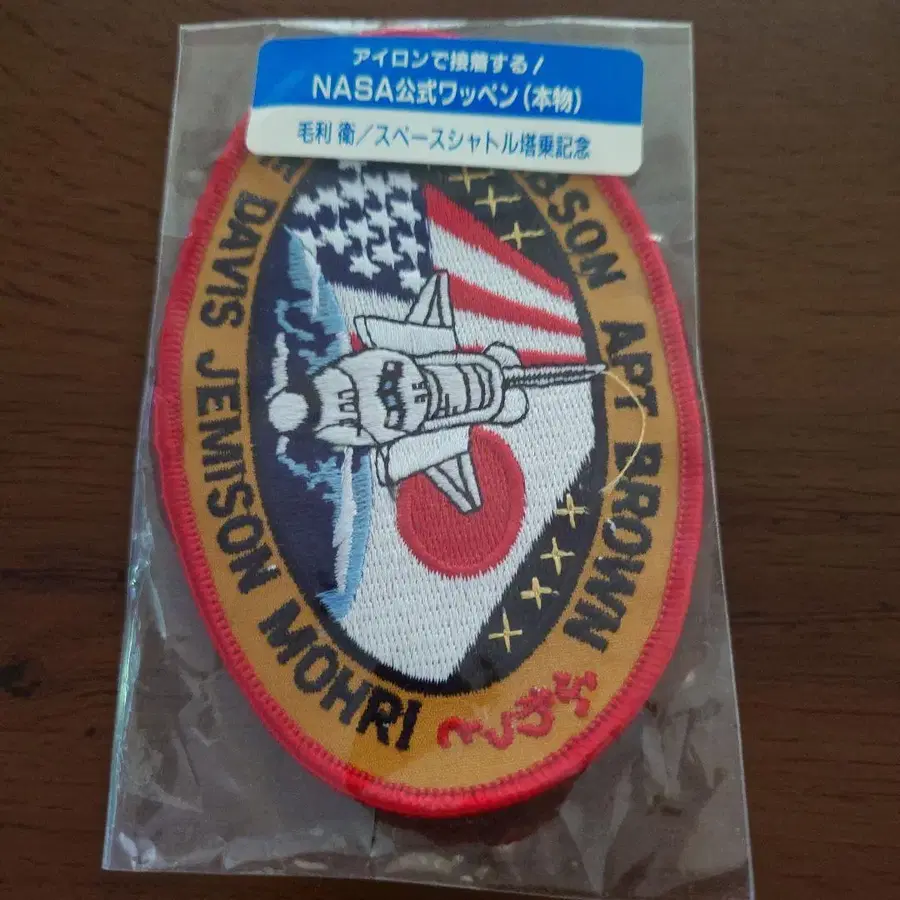 アイロンで接着する!
NASA公式ワッペン(本物)
毛利 衛/スペースシャトル塔乗記念
BSON APT BROWN
DAVIS JEMISON MOHRI